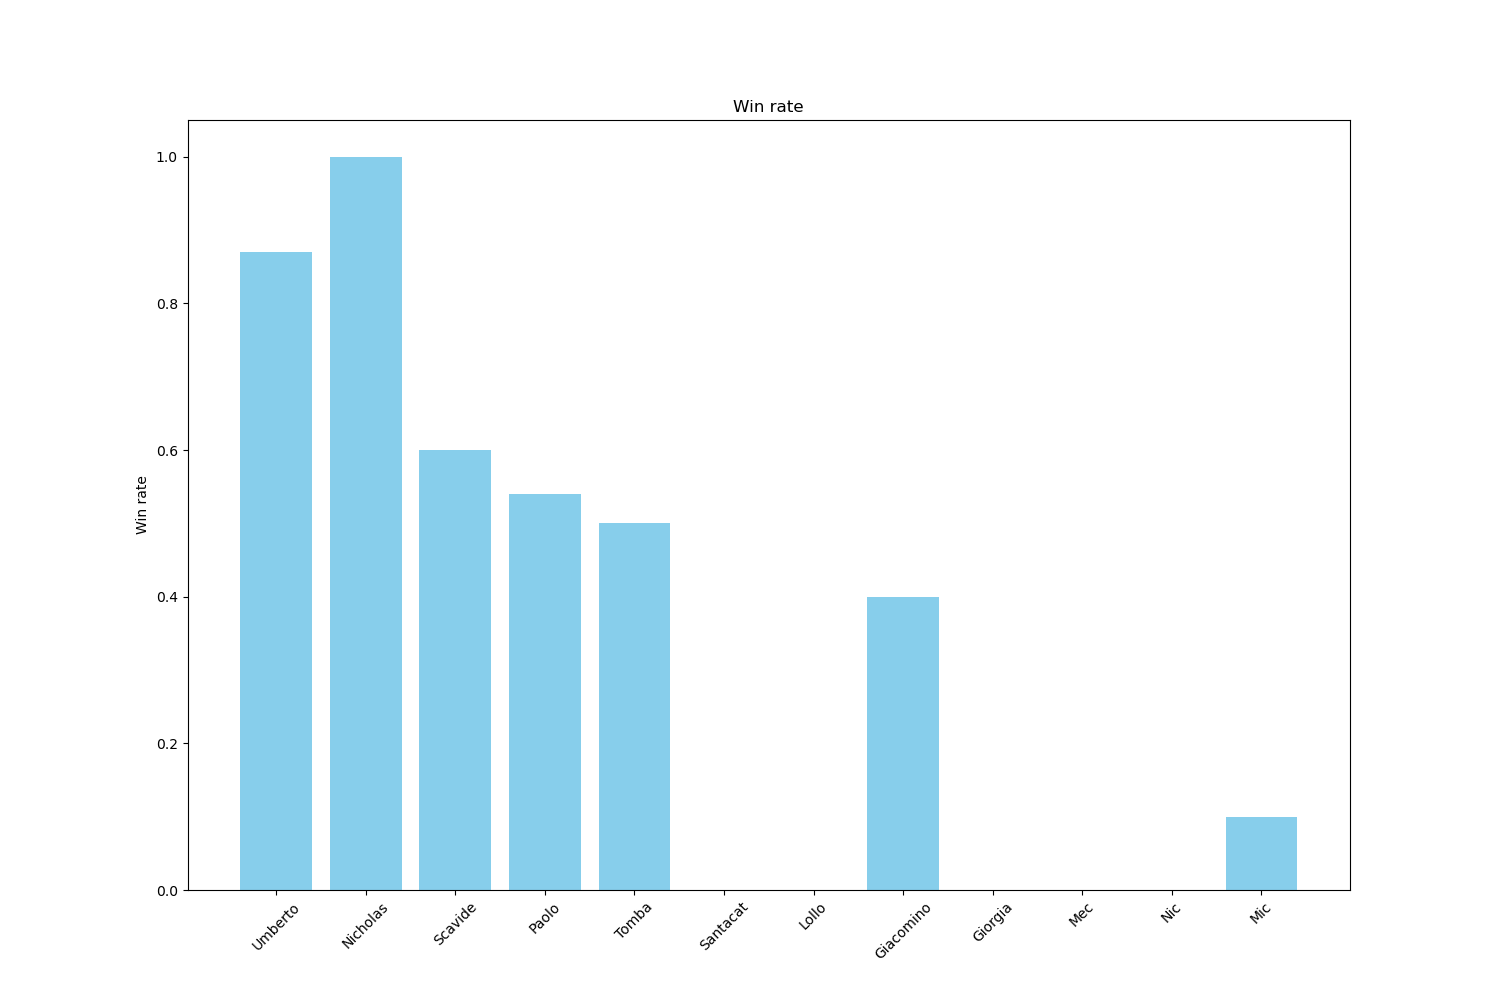 Win rate
1.0
0.8
0.6
0.4
0.2
0.0
Win rate
Umberto
Nicholas
Scavide
Paolo
Tomba
Santacat
Lollo
Giacomino
Giorgia
Mec
Nic
Mic